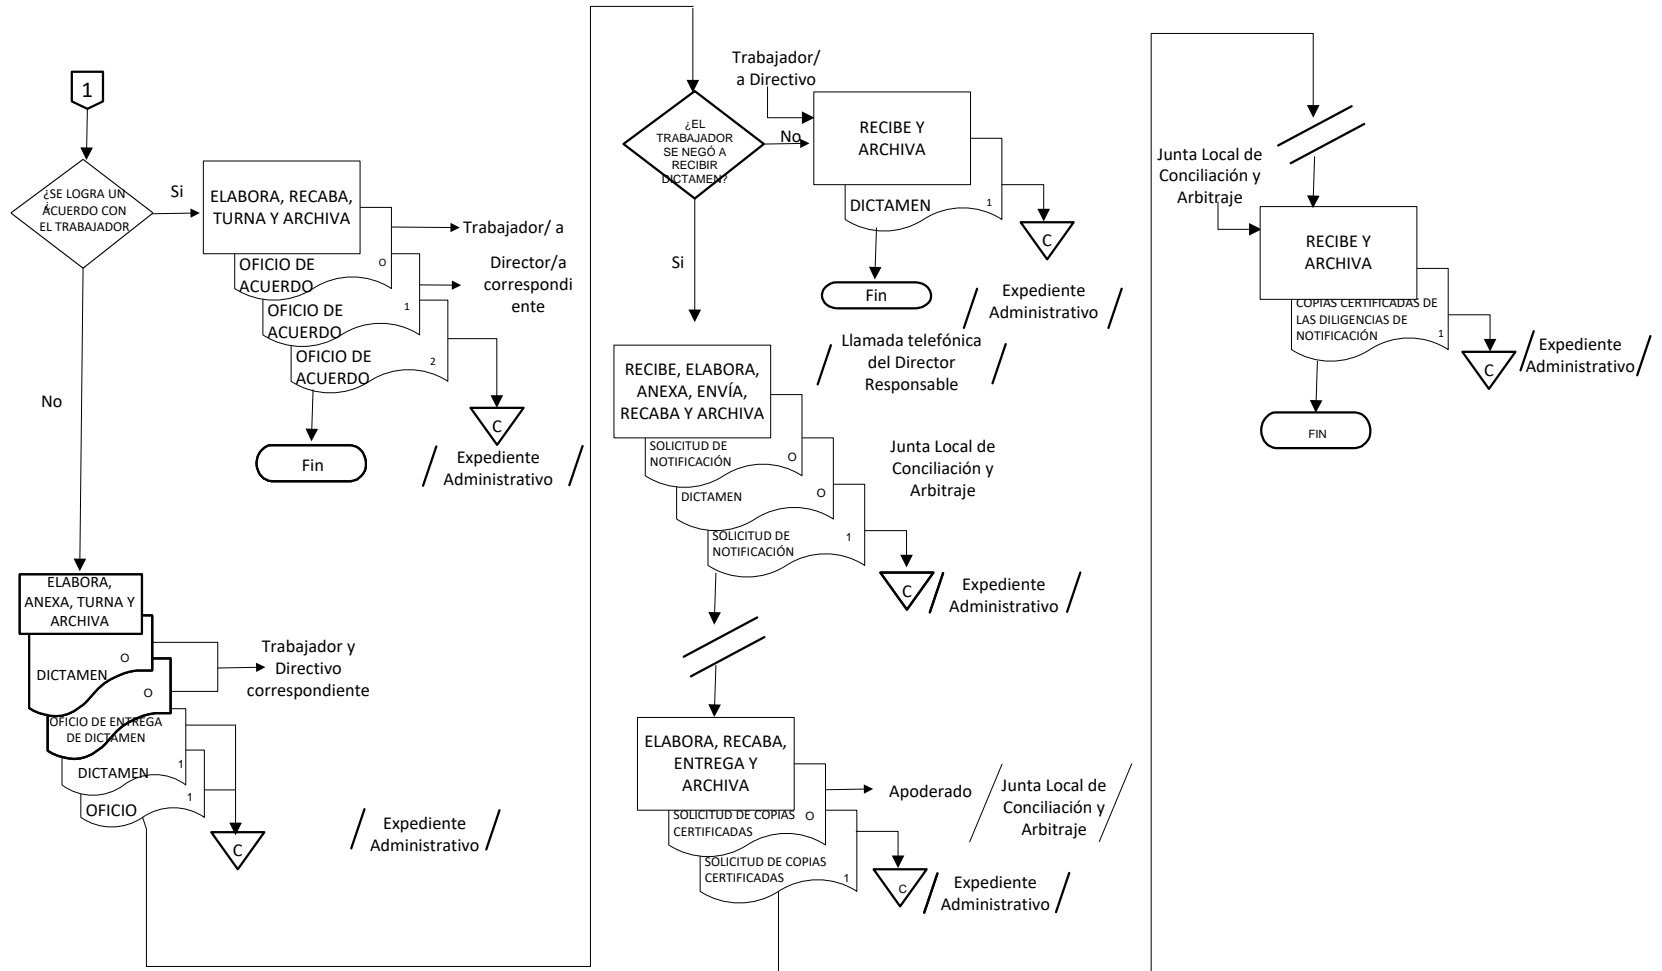 1
¿SE LOGRA UN
ACUERDO CON
EL TRABAJADOR
Si
No
ELABORA, RECABA,
TURNA Y ARCHIVA
Trabajador/ a
OFICIO DE
ACUERDO
O
Director/a
correspondi
ente
OFICIO DE
ACUERDO
1
OFICIO DE
ACUERDO
2
C
Fin
/ Expediente /
Administrativo
ELABORA,
ANEXA, TURNA Y
ARCHIVA
DICTAMEN
O
Trabajador y
Directivo
correspondiente
OFICIO DE ENTREGA
DE DICTAMEN
O
DICTAMEN
1
OFICIO
1
C
/ Expediente /
Administrativo
¿EL
TRABAJADOR
SE NEGÓ A
RECIBIR
DICTAMEN?
No
Si
Trabajador/
a Directivo
RECIBE Y
ARCHIVA
DICTAMEN
1
C
Fin
/ Expediente /
Administrativo
/ Llamada telefónica /
del Director
Responsable
RECIBE, ELABORA,
ANEXA, ENVÍA,
RECABA Y ARCHIVA
SOLICITUD DE
NOTIFICACIÓN
O
Junta Local de
Conciliación y
Arbitraje
DICTAMEN
O
SOLICITUD DE
NOTIFICACIÓN
1
C
/ Expediente /
Administrativo
ELABORA, RECABA,
ENTREGA Y
ARCHIVA
SOLICITUD DE COPIAS
CERTIFICADAS
O
Apoderado
/ Junta Local de /
Conciliación y
Arbitraje
SOLICITUD DE COPIAS
CERTIFICADAS
1
C
/ Expediente /
Administrativo
Junta Local de
Conciliación y
Arbitraje
RECIBE Y
ARCHIVA
COPIAS CERTIFICADAS DE
LAS DILIGENCIAS DE
NOTIFICACIÓN
1
C
/ Expediente /
Administrativo
FIN